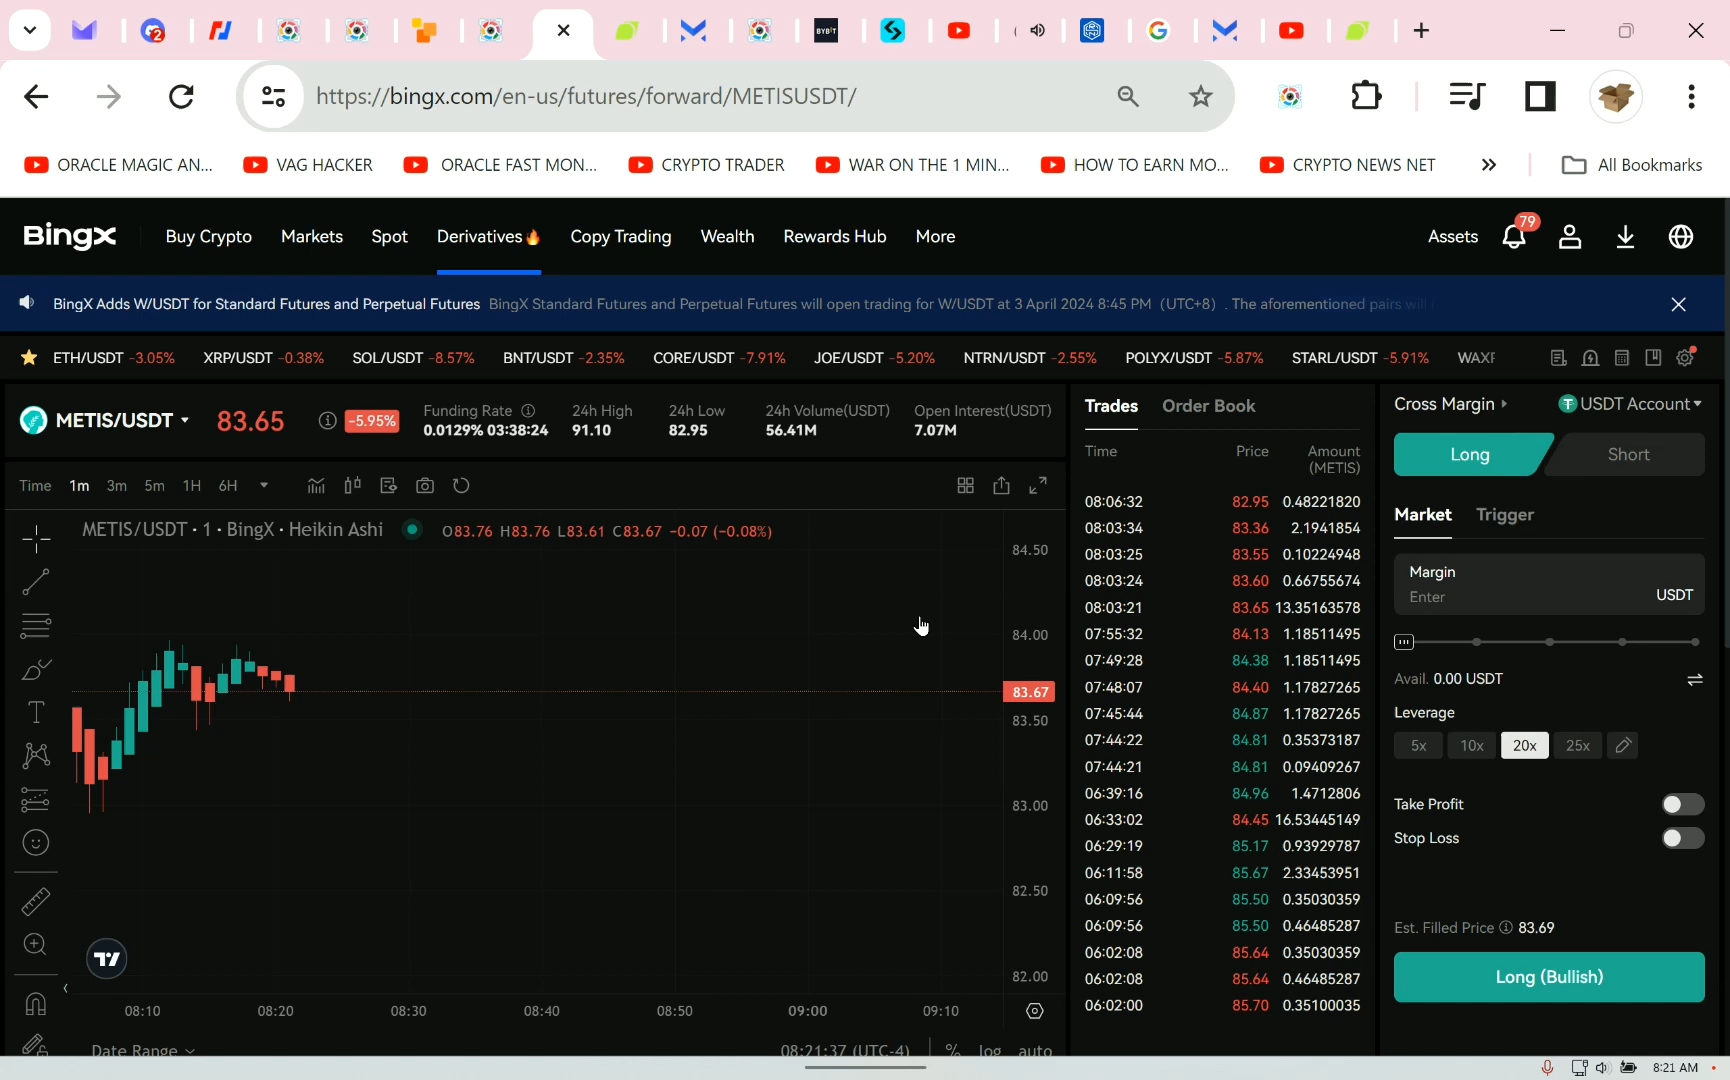 2
BYBIT
https://bingx.com/en-us/futures/forward/METISUSDT/
ORACLE MAGIC AN... VAG HACKER ORACLE FAST MON... CRYPTO TRADER WAR ON THE 1 MIN... HOW TO EARN MO... CRYPTO NEWS NET » All Bookmarks
BingX Buy Crypto Markets Spot Derivatives Copy Trading Wealth Rewards Hub More Assets 79
BingX Adds W/USDT for Standard Futures and Perpetual Futures BingX Standard Futures and Perpetual Futures will open trading for W/USDT at 3 April 2024 8:45 PM (UTC+8) . The aforementioned pairs will
ETH/USDT -3.05% XRP/USDT -0.38% SOL/USDT -8.57% BNT/USDT -2.35% CORE/USDT -7.91% JOE/USDT -5.20% NTRN/USDT -2.55% POLYX/USDT -5.87% STARL/USDT -5.91%
METIS/USDT 83.65 -5.95%
Funding Rate 24h High 24h Low 24h Volume(USDT) Open Interest(USDT)
0.0129% 03:38:24 91.10 82.95 56.41M 7.07M
Time 1m 3m 5m 1H 6H
METIS/USDT · 1 · BingX · Heikin Ashi O83.76 H83.76 L83.61 C83.67 -0.07 (-0.08%)
84.50
84.00
83.67
83.50
83.00
82.50
82.00
08:10 08:20 08:30 08:40 08:50 09:00 09:10
Date Range 08:21:37 (UTC-4) % log auto
Trades Order Book
Time Price Amount
(METIS)
08:06:32 82.95 0.48221820
08:03:34 83.36 2.1941854
08:03:25 83.55 0.10224948
08:03:24 83.60 0.66755674
08:03:21 83.65 13.35163578
07:55:32 84.13 1.18511495
07:49:28 84.38 1.18511495
07:48:07 84.40 1.17827265
07:45:44 84.87 1.17827265
07:44:22 84.81 0.35373187
07:44:21 84.81 0.09409267
06:39:16 84.96 1.4712806
06:33:02 84.45 16.53445149
06:29:19 85.17 0.93929787
06:11:58 85.67 2.33453951
06:09:56 85.50 0.35030359
06:09:56 85.50 0.46485287
06:02:08 85.64 0.35030359
06:02:08 85.64 0.46485287
06:02:00 85.70 0.35100035
Cross Margin USDT Account
Long Short
Market Trigger
Margin
Enter USDT
Avail. 0.00 USDT
Leverage
5x 10x 20x 25x
Take Profit
Stop Loss
Est. Filled Price 83.69
Long (Bullish)
8:21 AM